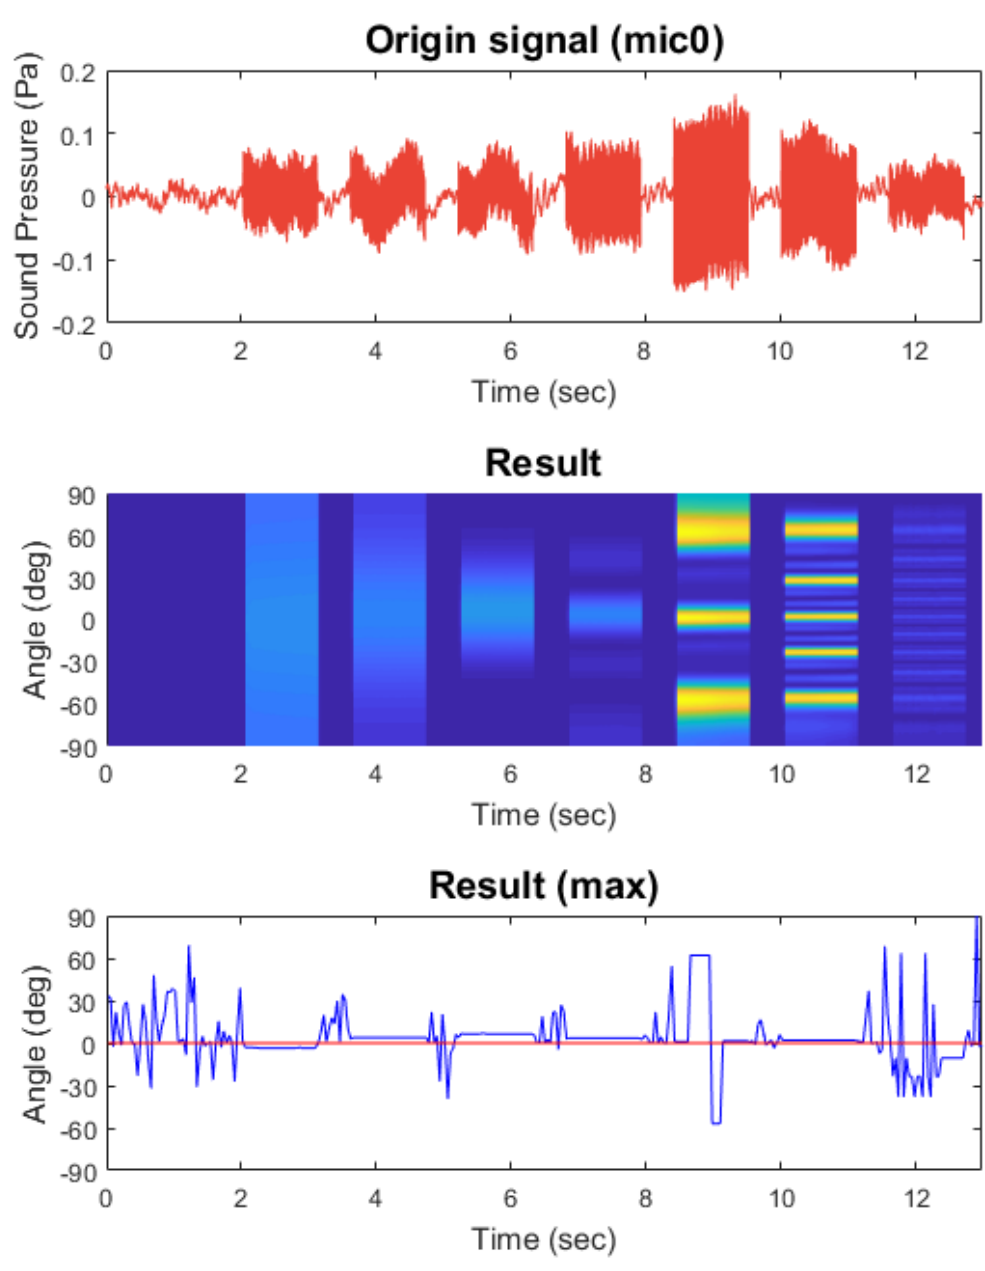 Origin signal (mic0)
Sound Pressure (Pa)
0.2
0.1
0
-0.1
-0.2
0 2 4 6 8 10 12
Time (sec)
Result
Angle (deg)
90
60
30
0
-30
-60
-90
0 2 4 6 8 10 12
Time (sec)
Result (max)
Angle (deg)
90
60
30
0
-30
-60
-90
0 2 4 6 8 10 12
Time (sec)